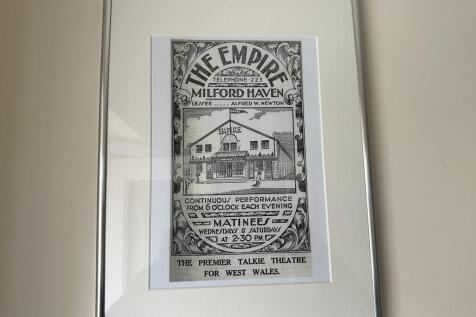 THE EMPIRE
TELEPHONE · 223
MILFORD HAVEN
LESSEE ..... ALFRED W. NEWTON
EMPIRE
CONTINUOUS PERFORMANCE
FROM 6 O'CLOCK EACH EVENING
MATINEES
WEDNESDAYS & SATURDAYS
AT 2-30 P.M.
THE PREMIER TALKIE THEATRE
FOR WEST WALES.